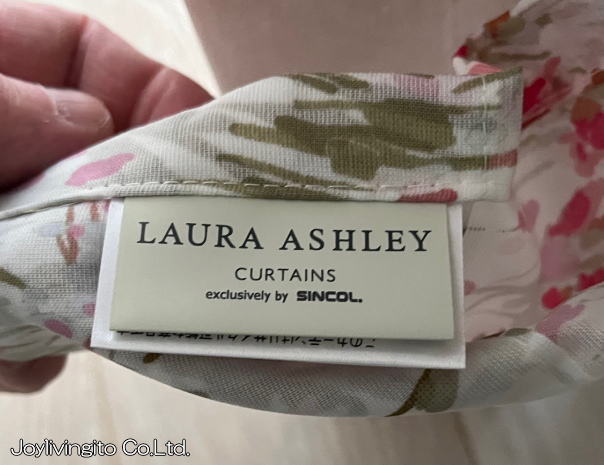 LAURA ASHLEY
CURTAINS
exclusively by SINCOL.
Joylivingito Co.Ltd.